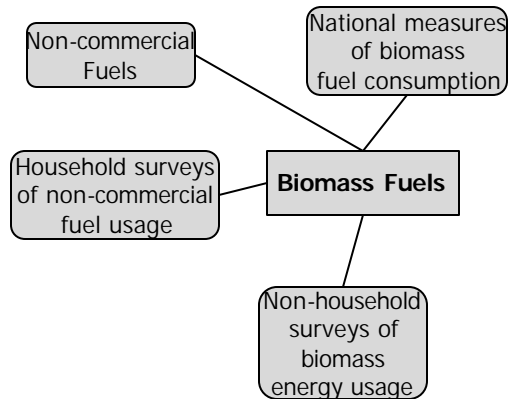 Non-commercial
Fuels
National measures
of biomass
fuel consumption
Household surveys
of non-commercial
fuel usage
Biomass Fuels
Non-household
surveys of
biomass
energy usage